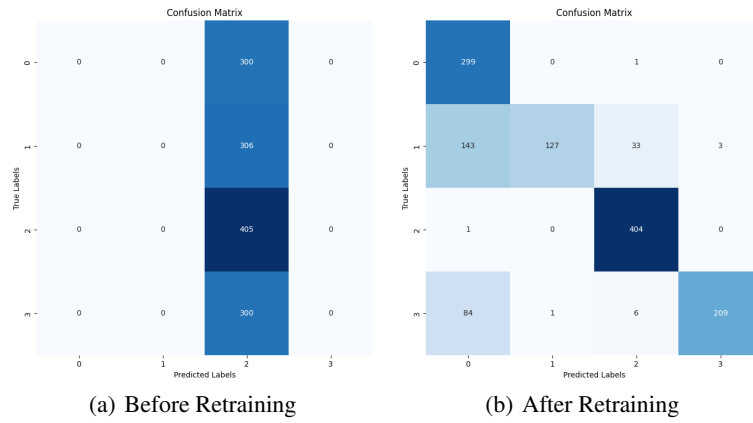 Confusion Matrix
0 0 0 300 0
1 0 0 306 0
2 0 0 405 0
3 0 0 300 0
True Labels
0 1 2 3
Predicted Labels
(a) Before Retraining
Confusion Matrix
0 299 0 1 0
1 143 127 33 3
2 1 0 404 0
3 84 1 6 209
True Labels
0 1 2 3
Predicted Labels
(b) After Retraining